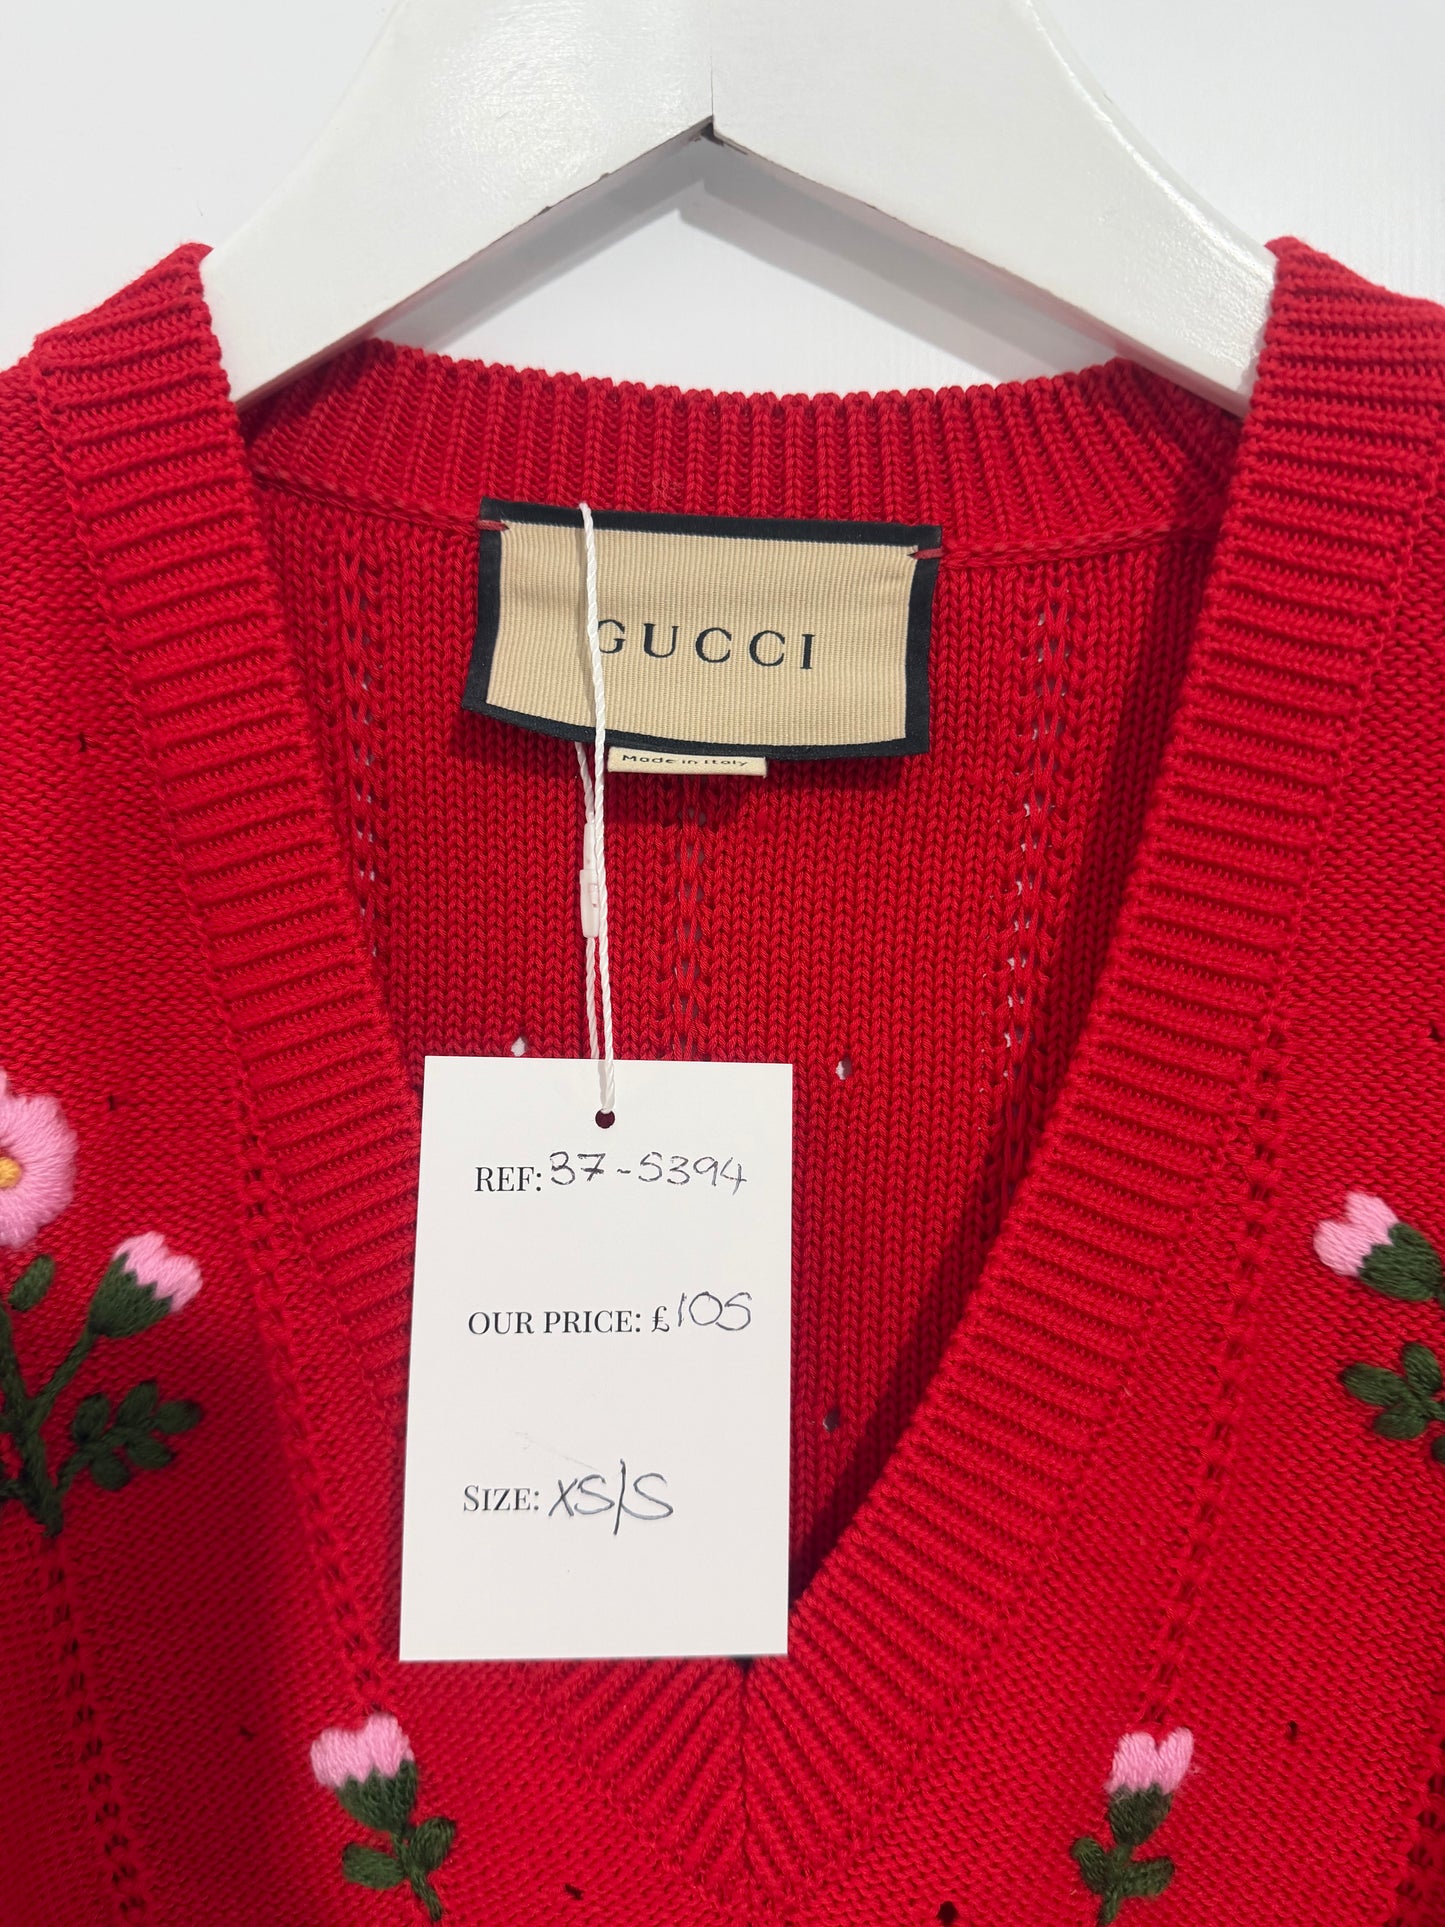 GUCCI
Made in Italy
REF: 37-5394
OUR PRICE: £105
SIZE: XS/S